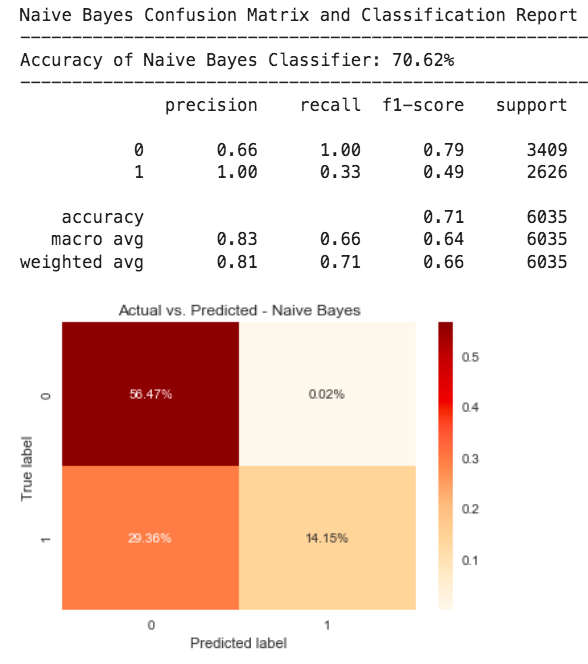 Naive Bayes Confusion Matrix and Classification Report
Accuracy of Naive Bayes Classifier: 70.62%
precision recall f1-score support
0 0.66 1.00 0.79 3409
1 1.00 0.33 0.49 2626
accuracy 0.71 6035
macro avg 0.83 0.66 0.64 6035
weighted avg 0.81 0.71 0.66 6035
Actual vs. Predicted - Naive Bayes
0.5
0 56.47% 0.02%
0.4
True label
0.3
0.2
1 29.36% 14.15%
0.1
0 1
Predicted label